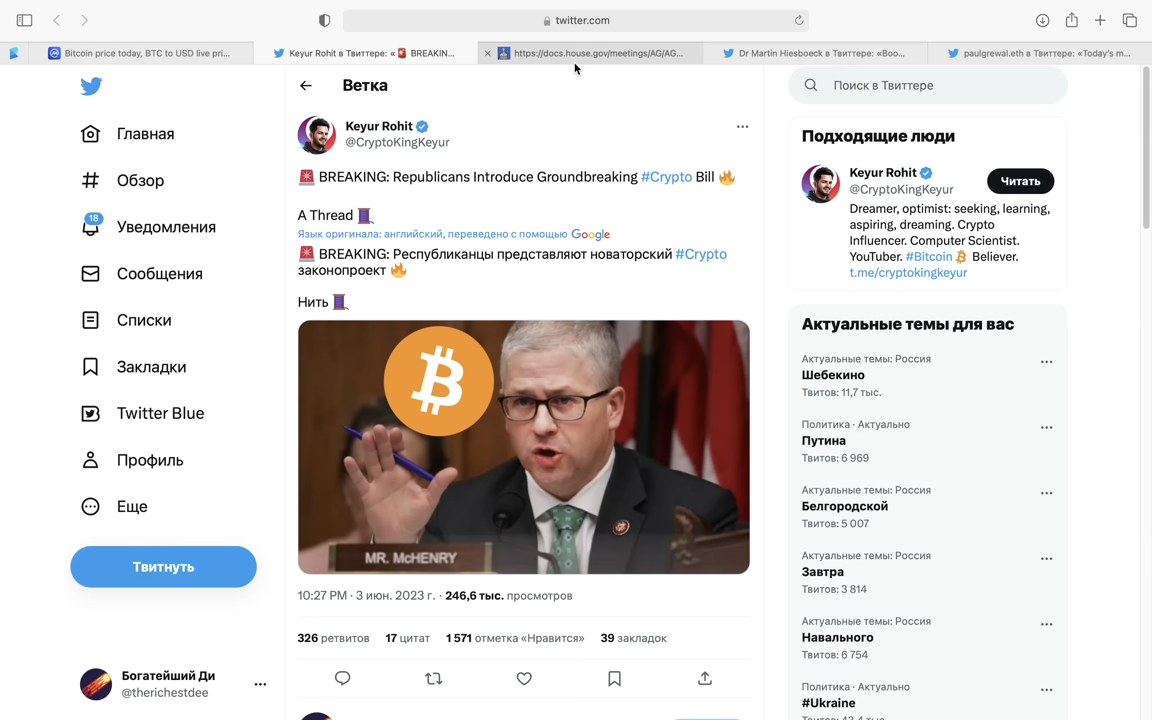 twitter.com
Bitcoin price today, BTC to USD live pri...
Keyur Rohit в Твиттере: «🚨 BREAKIN...
https://docs.house.gov/meetings/AG/AG...
Dr Martin Hiesboeck в Твиттере: «Boo...
paulgrewal.eth в Твиттере: «Today's m...
Главная
Обзор
18
Уведомления
Сообщения
Списки
Закладки
Twitter Blue
Профиль
Еще
Твитнуть
Богатейший Ди
@therichestdee
Ветка
Keyur Rohit
@CryptoKingKeyur
🚨 BREAKING: Republicans Introduce Groundbreaking #Crypto Bill 🔥
A Thread 🧵
Язык оригинала: английский, переведено с помощью Google
🚨 BREAKING: Республиканцы представляют новаторский #Crypto
законопроект 🔥
Нить 🧵
MR. McHENRY
10:27 PM · 3 июн. 2023 г. · 246,6 тыс. просмотров
326 ретвитов 17 цитат 1 571 отметка «Нравится» 39 закладок
Поиск в Твиттере
Подходящие люди
Keyur Rohit
@CryptoKingKeyur
Читать
Dreamer, optimist: seeking, learning,
aspiring, dreaming. Crypto
Influencer. Computer Scientist.
YouTuber. #Bitcoin Believer.
t.me/cryptokingkeyur
Актуальные темы для вас
Актуальные темы: Россия
Шебекино
Твитов: 11,7 тыс.
Политика · Актуально
Путина
Твитов: 6 969
Актуальные темы: Россия
Белгородской
Твитов: 5 007
Актуальные темы: Россия
Завтра
Твитов: 3 814
Актуальные темы: Россия
Навального
Твитов: 6 754
Политика · Актуально
#Ukraine